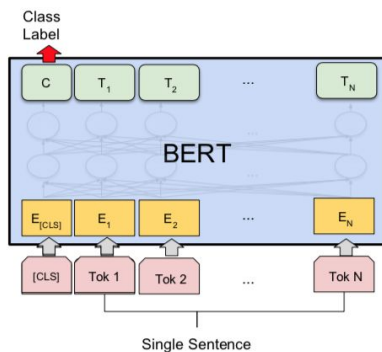 Class
Label
C T1 T2 ... TN
...
BERT
...
E[CLS] E1 E2 ... EN
[CLS] Tok 1 Tok 2 ... Tok N
Single Sentence